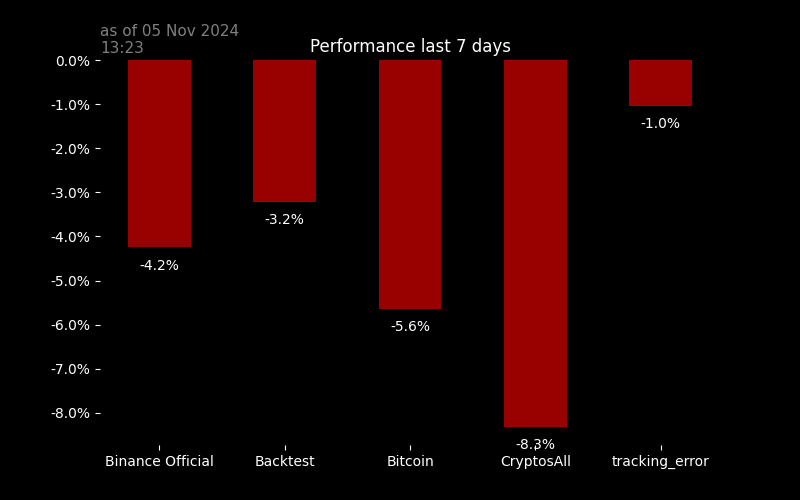 as of 05 Nov 2024
13:23
Performance last 7 days
0.0%
-1.0%
-2.0%
-3.0%
-4.0%
-5.0%
-6.0%
-7.0%
-8.0%
-4.2%
-3.2%
-5.6%
-8.3%
-1.0%
Binance Official
Backtest
Bitcoin
CryptosAll
tracking_error